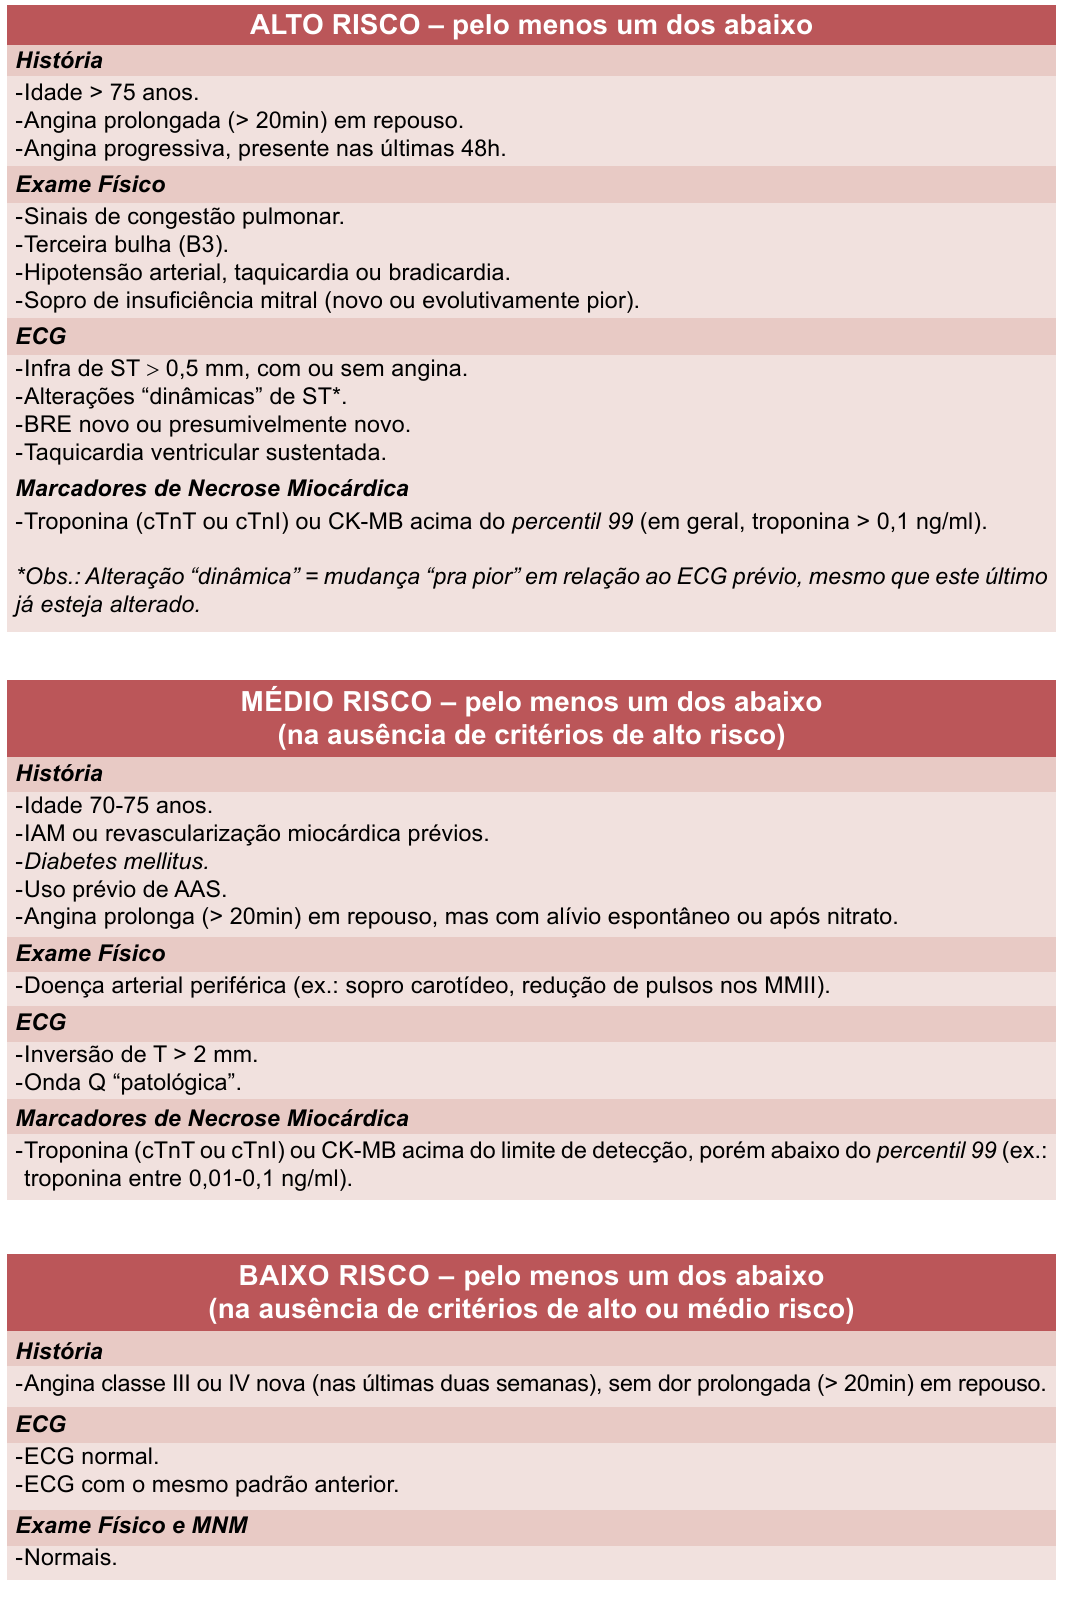 ALTO RISCO – pelo menos um dos abaixo
História
-Idade > 75 anos.
-Angina prolongada (> 20min) em repouso.
-Angina progressiva, presente nas últimas 48h.
Exame Físico
-Sinais de congestão pulmonar.
-Terceira bulha (B3).
-Hipotensão arterial, taquicardia ou bradicardia.
-Sopro de insuficiência mitral (novo ou evolutivamente pior).
ECG
-Infra de ST > 0,5 mm, com ou sem angina.
-Alterações “dinâmicas” de ST*.
-BRE novo ou presumivelmente novo.
-Taquicardia ventricular sustentada.
Marcadores de Necrose Miocárdica
-Troponina (cTnT ou cTnI) ou CK-MB acima do percentil 99 (em geral, troponina > 0,1 ng/ml).
*Obs.: Alteração “dinâmica” = mudança “pra pior” em relação ao ECG prévio, mesmo que este último
já esteja alterado.
MÉDIO RISCO – pelo menos um dos abaixo
(na ausência de critérios de alto risco)
História
-Idade 70-75 anos.
-IAM ou revascularização miocárdica prévios.
-Diabetes mellitus.
-Uso prévio de AAS.
-Angina prolonga (> 20min) em repouso, mas com alívio espontâneo ou após nitrato.
Exame Físico
-Doença arterial periférica (ex.: sopro carotídeo, redução de pulsos nos MMII).
ECG
-Inversão de T > 2 mm.
-Onda Q “patológica”.
Marcadores de Necrose Miocárdica
-Troponina (cTnT ou cTnI) ou CK-MB acima do limite de detecção, porém abaixo do percentil 99 (ex.:
troponina entre 0,01-0,1 ng/ml).
BAIXO RISCO – pelo menos um dos abaixo
(na ausência de critérios de alto ou médio risco)
História
-Angina classe III ou IV nova (nas últimas duas semanas), sem dor prolongada (> 20min) em repouso.
ECG
-ECG normal.
-ECG com o mesmo padrão anterior.
Exame Físico e MNM
-Normais.